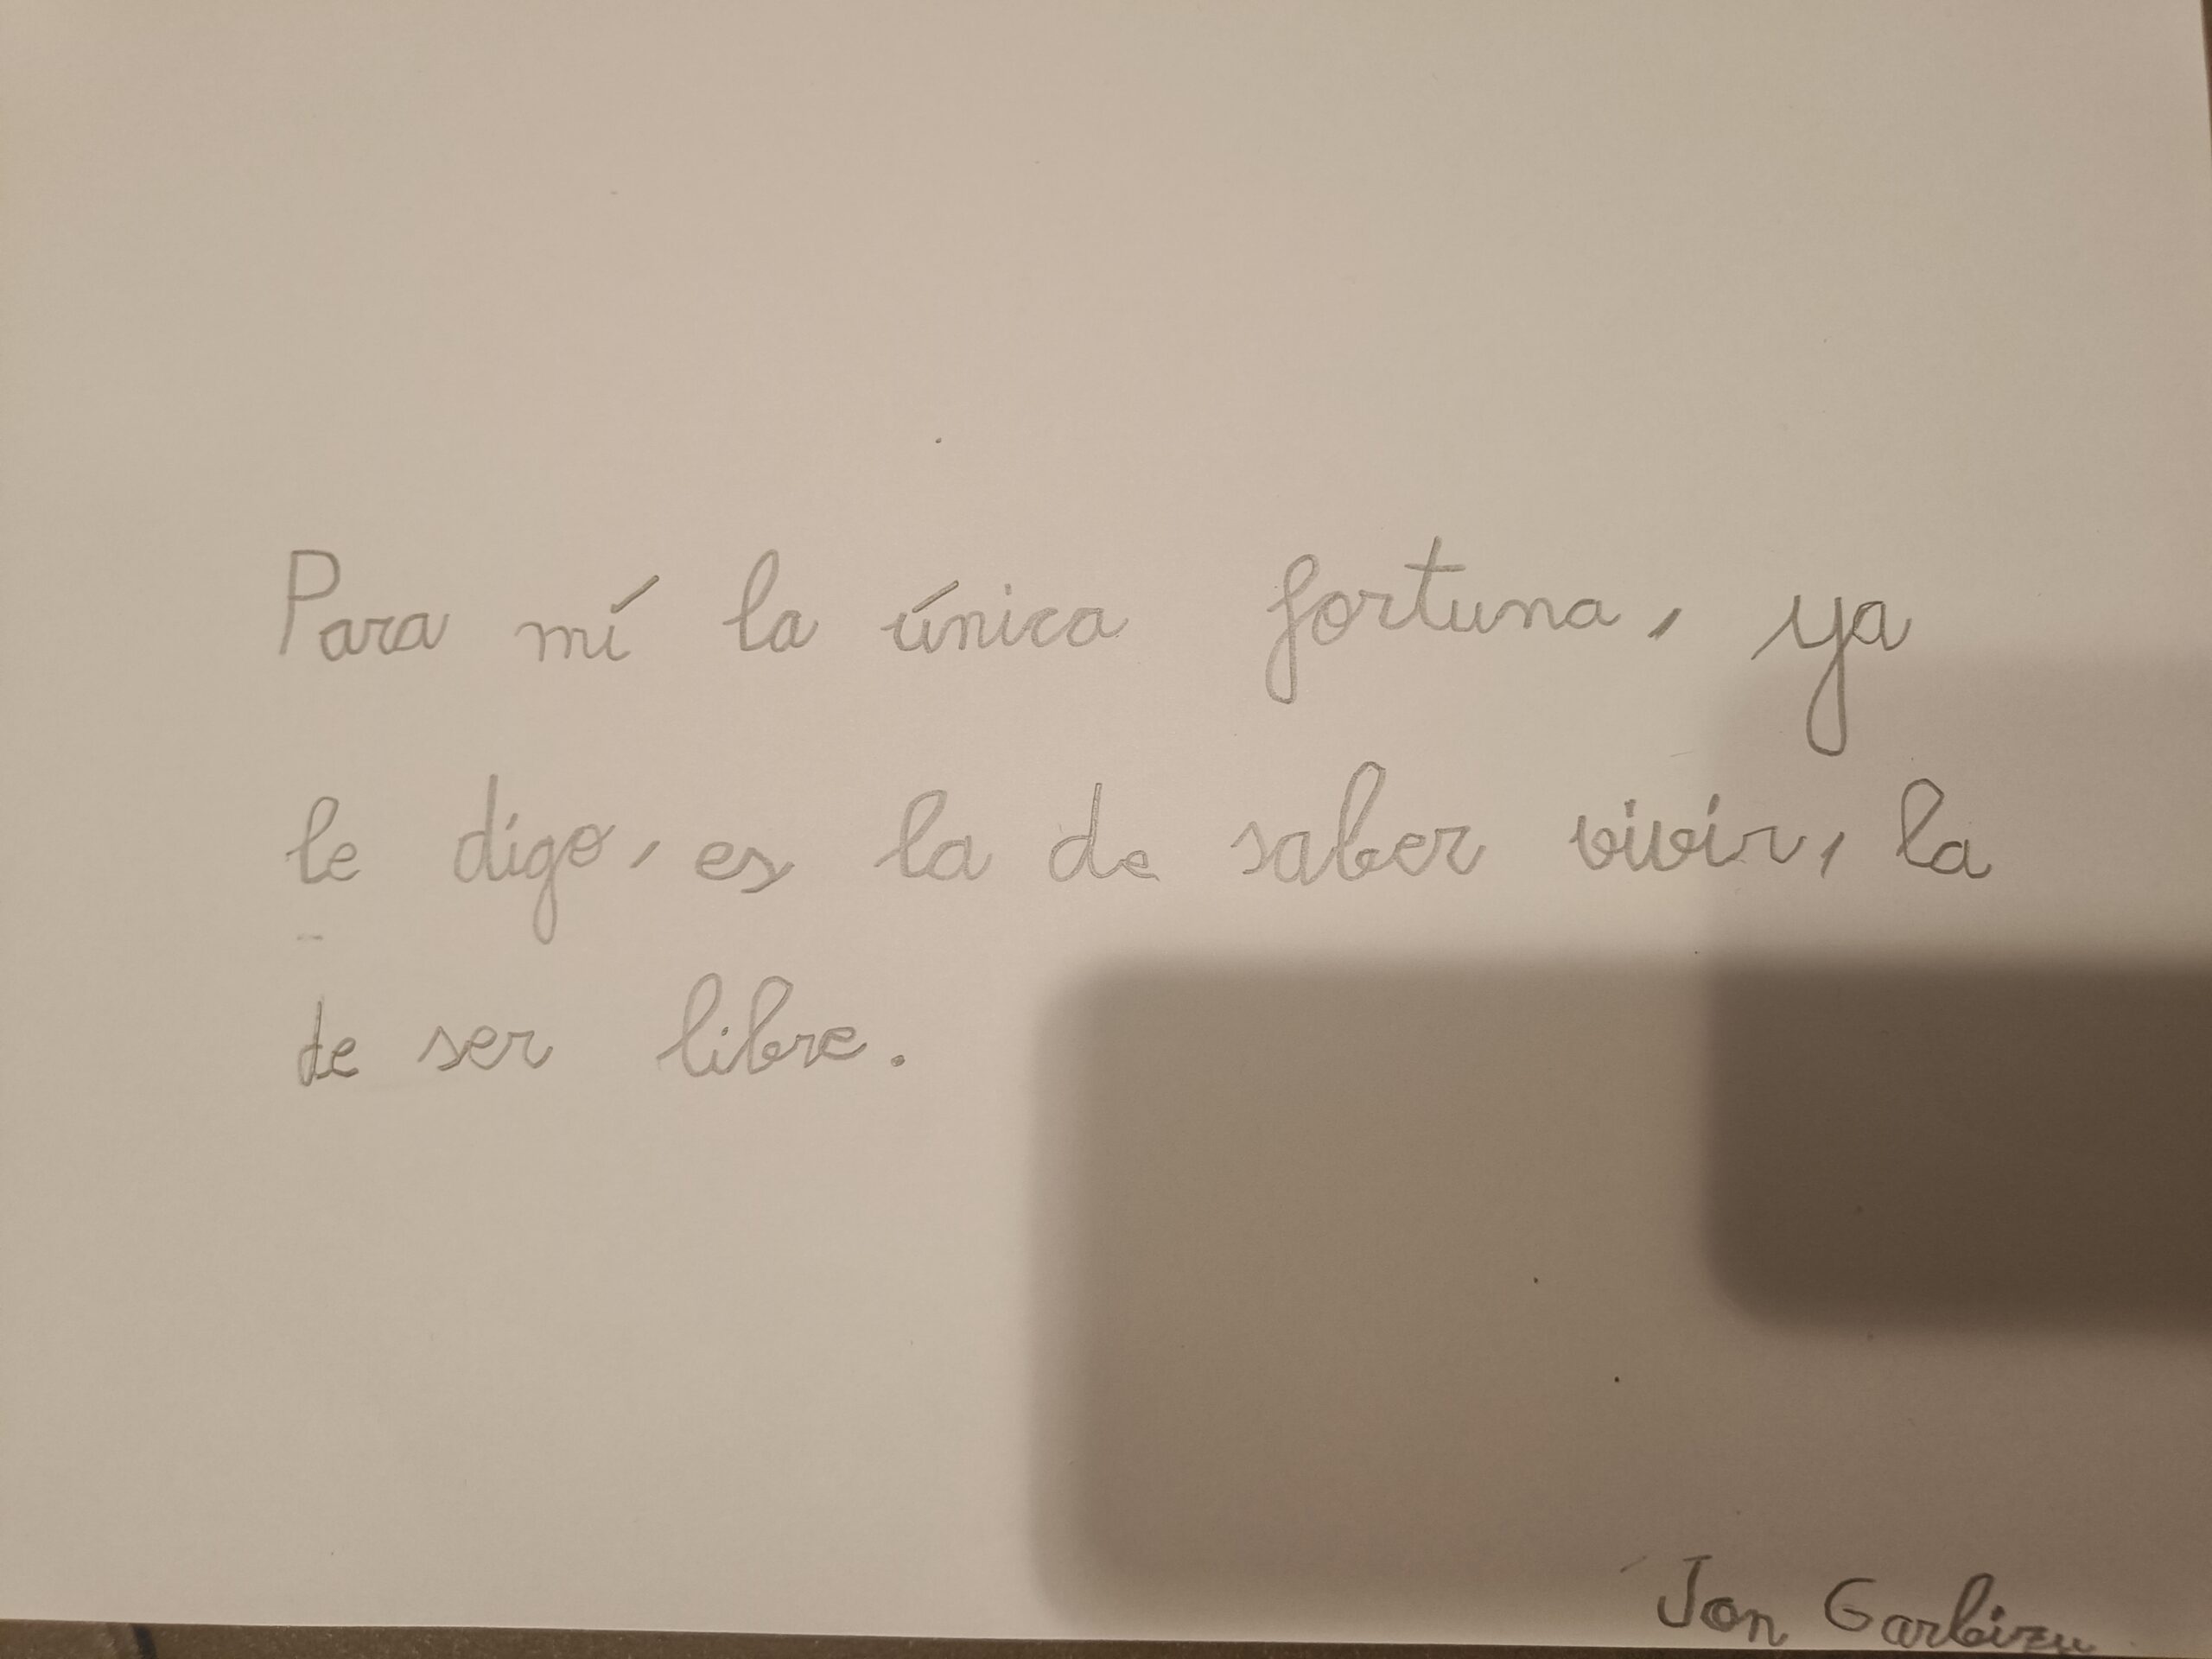 Para mí la única fortuna, ya
le digo, es la de saber vivir, la
de ser libre.
Jon Garbizu